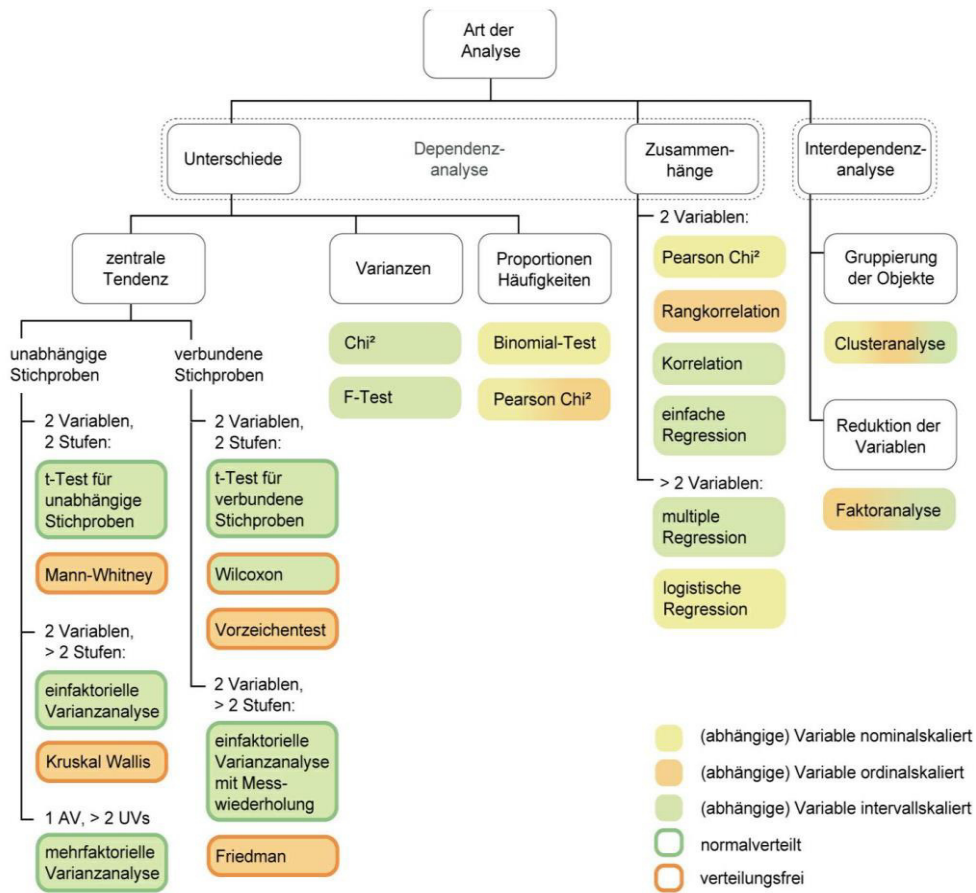 Art der
Analyse
Unterschiede
Dependenz-
analyse
Zusammen-
hänge
Interdependenz-
analyse
zentrale
Tendenz
Varianzen
Proportionen
Häufigkeiten
2 Variablen:
Pearson Chi²
Rangkorrelation
Korrelation
einfache
Regression
> 2 Variablen:
multiple
Regression
logistische
Regression
Gruppierung
der Objekte
Clusteranalyse
Reduktion der
Variablen
Faktoranalyse
Chi²
F-Test
Binomial-Test
Pearson Chi²
unabhängige
Stichproben
2 Variablen,
2 Stufen:
t-Test für
unabhängige
Stichproben
Mann-Whitney
2 Variablen,
> 2 Stufen:
einfaktorielle
Varianzanalyse
Kruskal Wallis
1 AV, > 2 UVs
mehrfaktorielle
Varianzanalyse
verbundene
Stichproben
2 Variablen,
2 Stufen:
t-Test für
verbundene
Stichproben
Wilcoxon
Vorzeichentest
2 Variablen,
> 2 Stufen:
einfaktorielle
Varianzanalyse
mit Mess-
wiederholung
Friedman
(abhängige) Variable nominalskaliert
(abhängige) Variable ordinalskaliert
(abhängige) Variable intervallskaliert
normalverteilt
verteilungsfrei